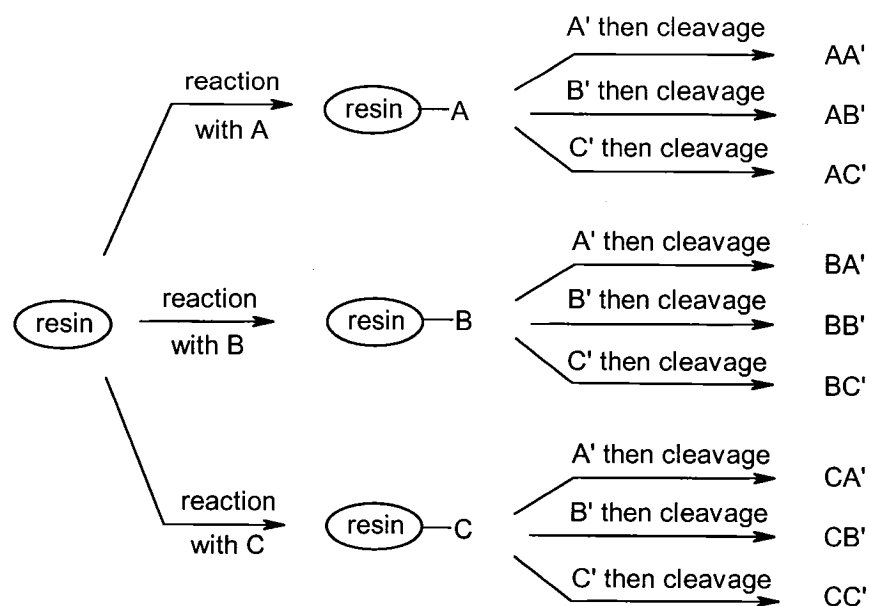 A' then cleavage
AA'
reaction
with A
resin
A
B' then cleavage
AB'
C' then cleavage
AC'
A' then cleavage
BA'
resin
reaction
with B
resin
B
B' then cleavage
BB'
C' then cleavage
BC'
A' then cleavage
CA'
reaction
with C
resin
C
B' then cleavage
CB'
C' then cleavage
CC'